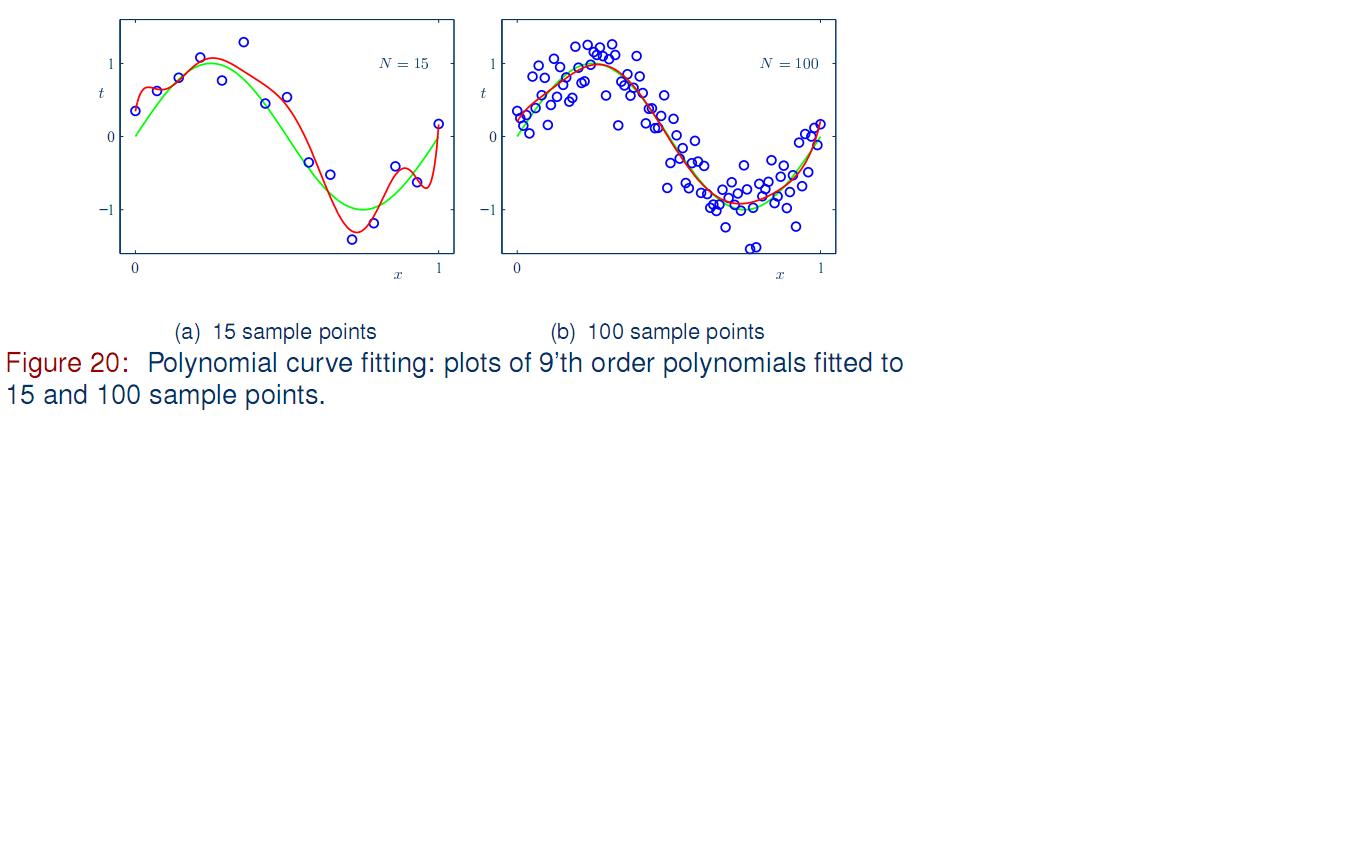 1
t
0
−1
N = 15
0
x
1
(a) 15 sample points
1
t
0
−1
N = 100
0
x
1
(b) 100 sample points
Figure 20: Polynomial curve fitting: plots of 9'th order polynomials fitted to
15 and 100 sample points.